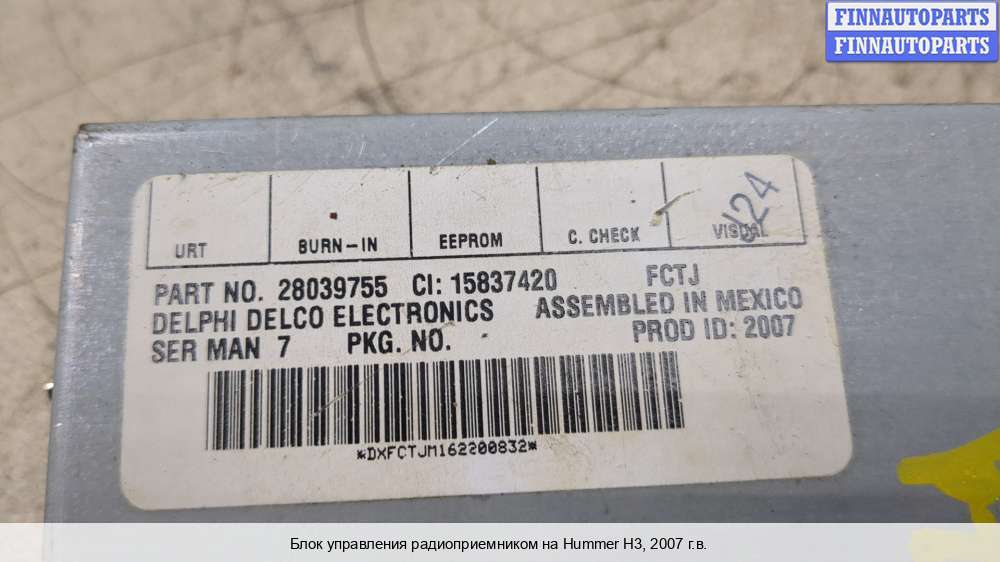 FINNAUTOPARTS
FINNAUTOPARTS
J24
URT BURN-IN EEPROM C. CHECK VISUAL
PART NO. 28039755 CI: 15837420 FCTJ
DELPHI DELCO ELECTRONICS ASSEMBLED IN MEXICO
SER MAN 7 PKG. NO. PROD ID: 2007
*DXFCTJM162200832*
Блок управления радиоприемником на Hummer H3, 2007 г.в.